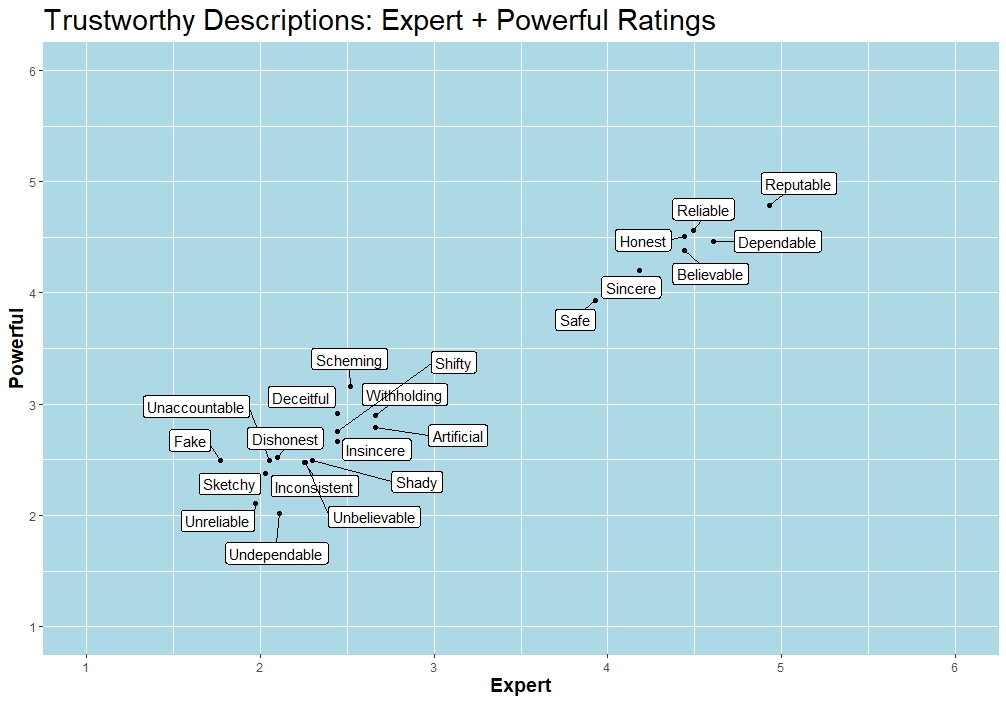 Trustworthy Descriptions: Expert + Powerful Ratings
6
5
4
3
2
1
Powerful
Reputable
Reliable
Honest
Dependable
Believable
Sincere
Safe
Scheming
Shifty
Deceitful
Withholding
Unaccountable
Artificial
Fake
Dishonest
Insincere
Sketchy
Inconsistent
Shady
Unreliable
Unbelievable
Undependable
1 2 3 4 5 6
Expert